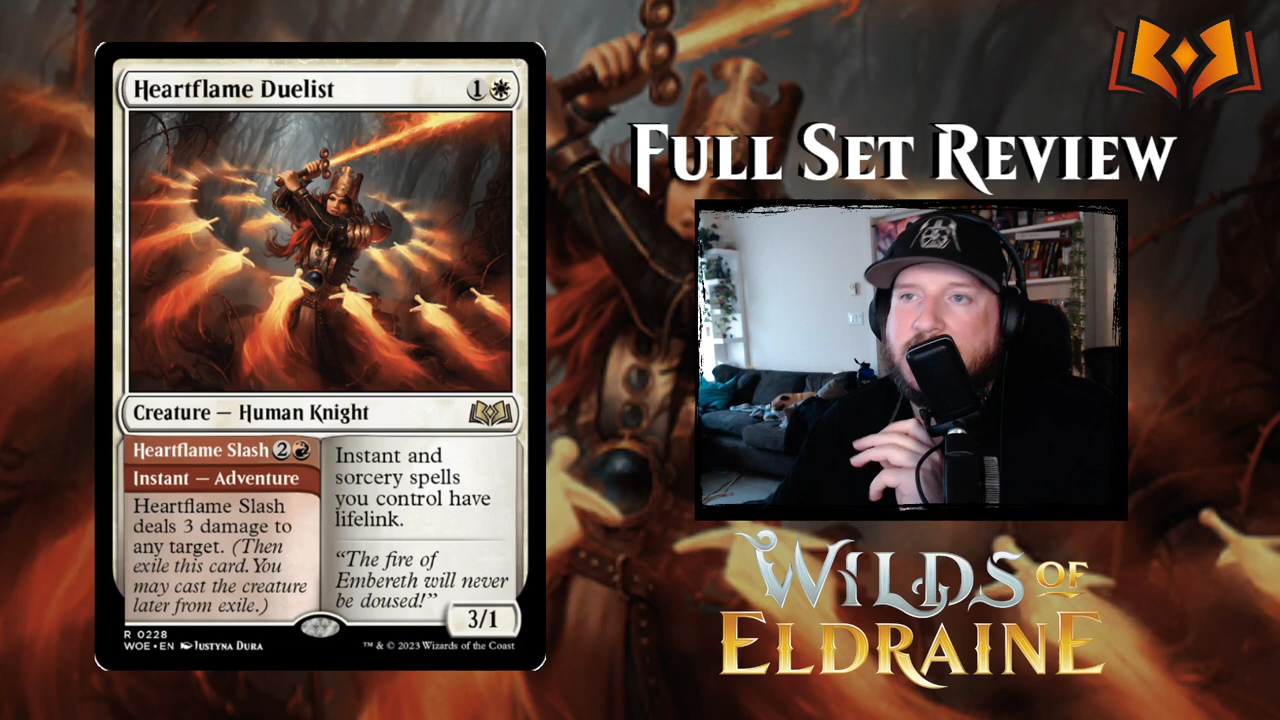 Heartflame Duelist 1
Creature — Human Knight
Heartflame Slash 2
Instant — Adventure
Heartflame Slash
deals 3 damage to
any target. (Then
exile this card. You
may cast the creature
later from exile.)
Instant and
sorcery spells
you control have
lifelink.
“The fire of
Embereth will never
be doused!”
3/1
R 0228
WOE • EN Justyna Dura
™ & © 2023 Wizards of the Coast
Full Set Review
Wilds of
Eldraine